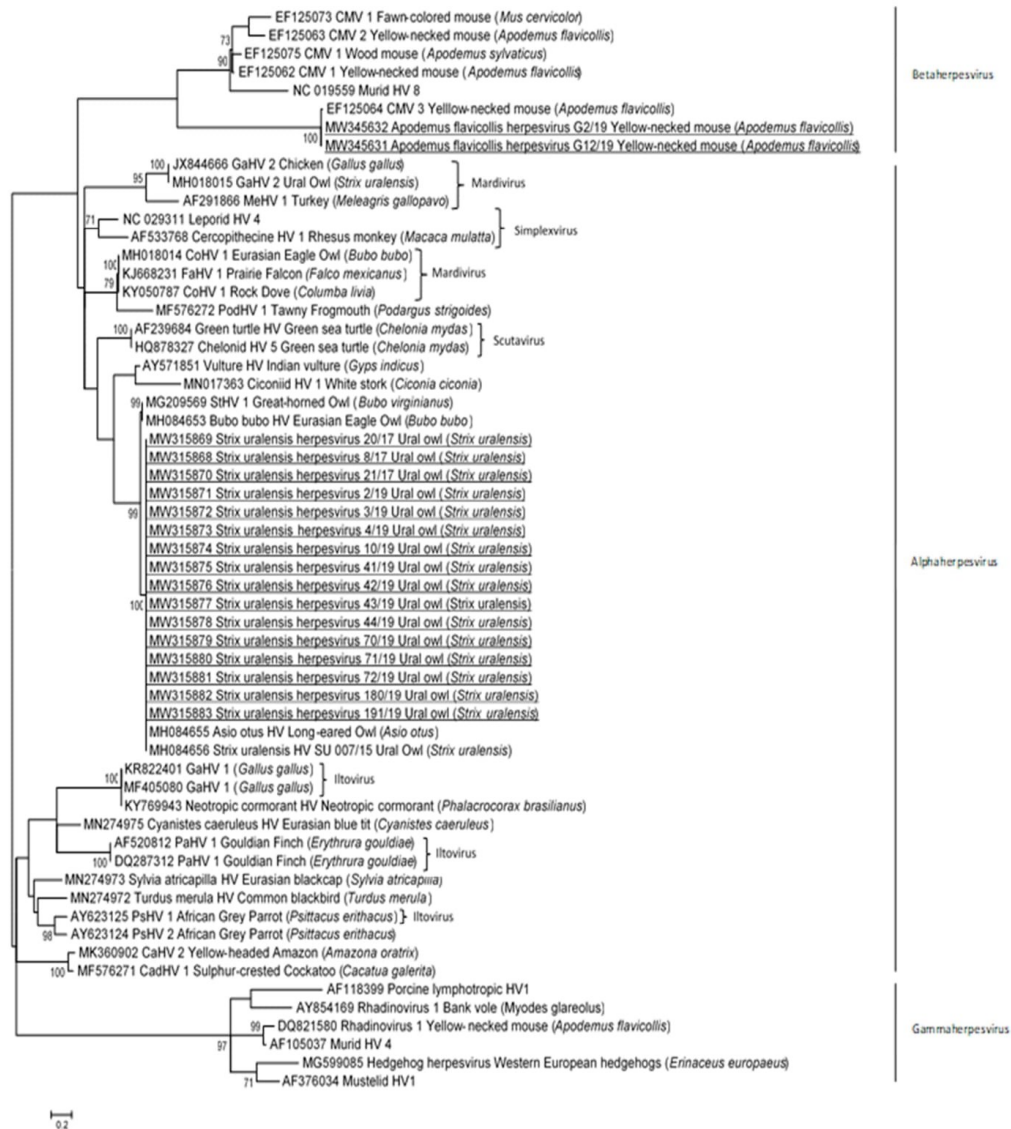 EF125073 CMV 1 Fawn-colored mouse (Mus cervicolor)
EF125063 CMV 2 Yellow-necked mouse (Apodemus flavicollis)
73
EF125075 CMV 1 Wood mouse (Apodemus sylvaticus)
90
EF125062 CMV 1 Yellow-necked mouse (Apodemus flavicollis)
Betaherpesvirus
NC 019559 Murid HV 8
EF125064 CMV 3 Yelllow-necked mouse (Apodemus flavicollis)
MW345632 Apodemus flavicollis herpesvirus G2/19 Yellow-necked mouse (Apodemus flavicollis)
100
MW345631 Apodemus flavicollis herpesvirus G12/19 Yellow-necked mouse (Apodemus flavicollis)
100
JX844666 GaHV 2 Chicken (Gallus gallus)
95
MH018015 GaHV 2 Ural Owl (Strix uralensis)
Mardivirus
AF291866 MeHV 1 Turkey (Meleagris gallopavo)
71
NC 029311 Leporid HV 4
Simplexvirus
AF533768 Cercopithecine HV 1 Rhesus monkey (Macaca mulatta)
MH018014 CoHV 1 Eurasian Eagle Owl (Bubo bubo)
100
KJ668231 FaHV 1 Prairie Falcon (Falco mexicanus)
Mardivirus
79
KY050787 CoHV 1 Rock Dove (Columba livia)
MF576272 PodHV 1 Tawny Frogmouth (Podargus strigoides)
100
AF239684 Green turtle HV Green sea turtle (Chelonia mydas)
Scutavirus
HQ878327 Chelonid HV 5 Green sea turtle (Chelonia mydas)
AY571851 Vulture HV Indian vulture (Gyps indicus)
MN017363 Ciconiid HV 1 White stork (Ciconia ciconia)
99
MG209569 StHV 1 Great-horned Owl (Bubo virginianus)
MH084653 Bubo bubo HV Eurasian Eagle Owl (Bubo bubo)
MW315869 Strix uralensis herpesvirus 20/17 Ural owl (Strix uralensis)
MW315868 Strix uralensis herpesvirus 8/17 Ural owl (Strix uralensis)
MW315870 Strix uralensis herpesvirus 21/17 Ural owl (Strix uralensis)
MW315871 Strix uralensis herpesvirus 2/19 Ural owl (Strix uralensis)
MW315872 Strix uralensis herpesvirus 3/19 Ural owl (Strix uralensis)
99
MW315873 Strix uralensis herpesvirus 4/19 Ural owl (Strix uralensis)
MW315874 Strix uralensis herpesvirus 10/19 Ural owl (Strix uralensis)
Alphaherpesvirus
MW315875 Strix uralensis herpesvirus 41/19 Ural owl (Strix uralensis)
MW315876 Strix uralensis herpesvirus 42/19 Ural owl (Strix uralensis)
100
MW315877 Strix uralensis herpesvirus 43/19 Ural owl (Strix uralensis)
MW315878 Strix uralensis herpesvirus 44/19 Ural owl (Strix uralensis)
MW315879 Strix uralensis herpesvirus 70/19 Ural owl (Strix uralensis)
MW315880 Strix uralensis herpesvirus 71/19 Ural owl (Strix uralensis)
MW315881 Strix uralensis herpesvirus 72/19 Ural owl (Strix uralensis)
MW315882 Strix uralensis herpesvirus 180/19 Ural owl (Strix uralensis)
MW315883 Strix uralensis herpesvirus 191/19 Ural owl (Strix uralensis)
MH084655 Asio otus HV Long-eared Owl (Asio otus)
MH084656 Strix uralensis HV SU 007/15 Ural Owl (Strix uralensis)
KR822401 GaHV 1 (Gallus gallus)
100
Iltovirus
MF405080 GaHV 1 (Gallus gallus)
KY769943 Neotropic cormorant HV Neotropic cormorant (Phalacrocorax brasilianus)
MN274975 Cyanistes caeruleus HV Eurasian blue tit (Cyanistes caeruleus)
AF520812 PaHV 1 Gouldian Finch (Erythrura gouldiae)
Iltovirus
100
DQ287312 PaHV 1 Gouldian Finch (Erythrura gouldiae)
MN274973 Sylvia atricapilla HV Eurasian blackcap (Sylvia atricapilla)
MN274972 Turdus merula HV Common blackbird (Turdus merula)
AY623125 PsHV 1 African Grey Parrot (Psittacus erithacus)
Iltovirus
98
AY623124 PsHV 2 African Grey Parrot (Psittacus erithacus)
MK360902 CaHV 2 Yellow-headed Amazon (Amazona oratrix)
100
MF576271 CadHV 1 Sulphur-crested Cockatoo (Cacatua galerita)
AF118399 Porcine lymphotropic HV1
AY854169 Rhadinovirus 1 Bank vole (Myodes glareolus)
99
DQ821580 Rhadinovirus 1 Yellow-necked mouse (Apodemus flavicollis)
Gammaherpesvirus
97
AF105037 Murid HV 4
MG599085 Hedgehog herpesvirus Western European hedgehogs (Erinaceus europaeus)
71
AF376034 Mustelid HV1
0.2